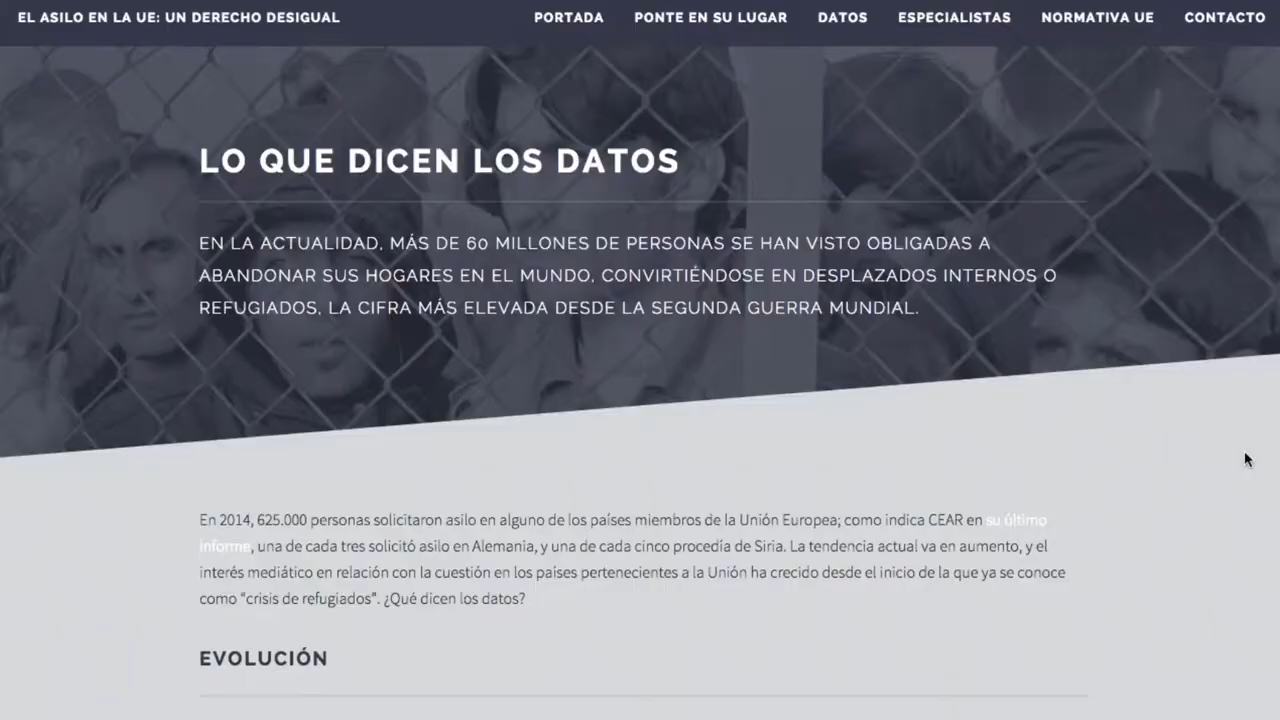 EL ASILO EN LA UE: UN DERECHO DESIGUAL
PORTADA PONTE EN SU LUGAR DATOS ESPECIALISTAS NORMATIVA UE CONTACTO
LO QUE DICEN LOS DATOS
EN LA ACTUALIDAD, MÁS DE 60 MILLONES DE PERSONAS SE HAN VISTO OBLIGADAS A
ABANDONAR SUS HOGARES EN EL MUNDO, CONVIRTIÉNDOSE EN DESPLAZADOS INTERNOS O
REFUGIADOS, LA CIFRA MÁS ELEVADA DESDE LA SEGUNDA GUERRA MUNDIAL.
En 2014, 625.000 personas solicitaron asilo en alguno de los países miembros de la Unión Europea; como indica CEAR en su último
informe, una de cada tres solicitó asilo en Alemania, y una de cada cinco procedía de Siria. La tendencia actual va en aumento, y el
interés mediático en relación con la cuestión en los países pertenecientes a la Unión ha crecido desde el inicio de la que ya se conoce
como “crisis de refugiados”. ¿Qué dicen los datos?
EVOLUCIÓN